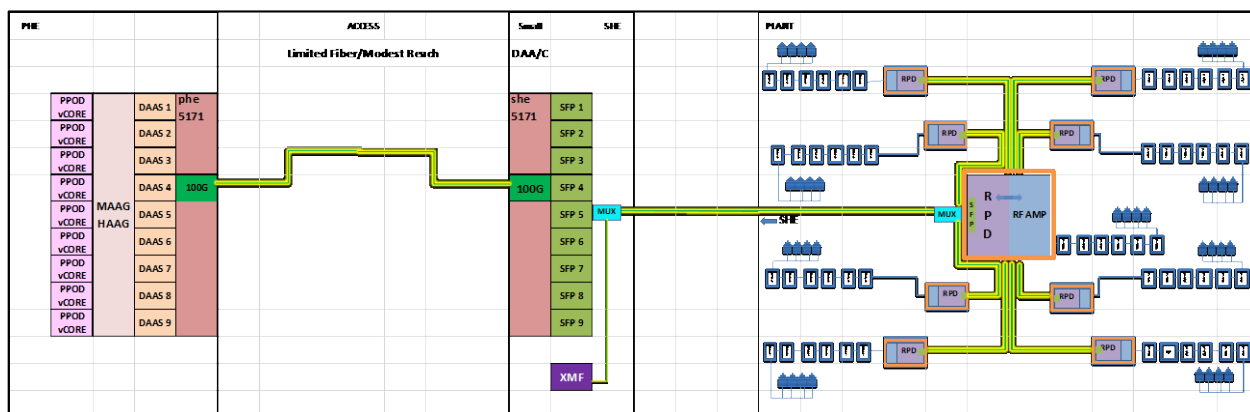 PHE
ACCESS
Small
SHE
PLANT
Limited Fiber/Modest Reach
DAA/C
PPOD
vCORE
PPOD
vCORE
PPOD
vCORE
PPOD
vCORE
PPOD
vCORE
PPOD
vCORE
PPOD
vCORE
PPOD
vCORE
PPOD
vCORE
MAAG
HAAG
DAAS 1
DAAS 2
DAAS 3
DAAS 4
DAAS 5
DAAS 6
DAAS 7
DAAS 8
DAAS 9
phe
5171
100G
she
5171
100G
SFP 1
SFP 2
SFP 3
SFP 4
SFP 5
SFP 6
SFP 7
SFP 8
SFP 9
XMF
MUX
SHE
MUX
RPD
RPD
RPD
RPD
SFP
RPD
RF AMP
RPD
RPD
RPD
RPD